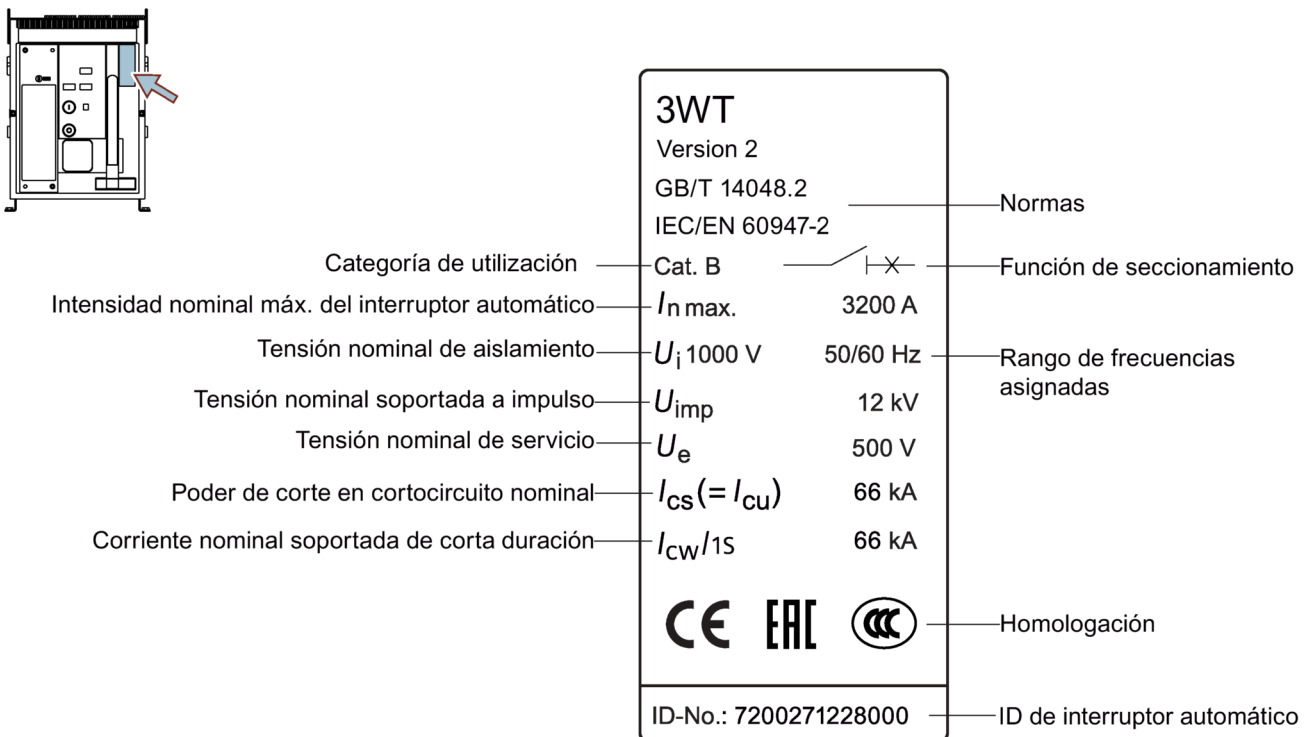 3WT
Version 2
GB/T 14048.2
Normas
IEC/EN 60947-2
Categoría de utilización
Cat. B
Función de seccionamiento
Intensidad nominal máx. del interruptor automático
In max.
3200 A
Tensión nominal de aislamiento
Ui 1000 V
50/60 Hz
Rango de frecuencias
asignadas
Tensión nominal soportada a impulso
Uimp
12 kV
Tensión nominal de servicio
Ue
500 V
Poder de corte en cortocircuito nominal
Ics (= Icu)
66 kA
Corriente nominal soportada de corta duración
Icw/1S
66 kA
CE EAC CCC
Homologación
ID-No.: 7200271228000
ID de interruptor automático